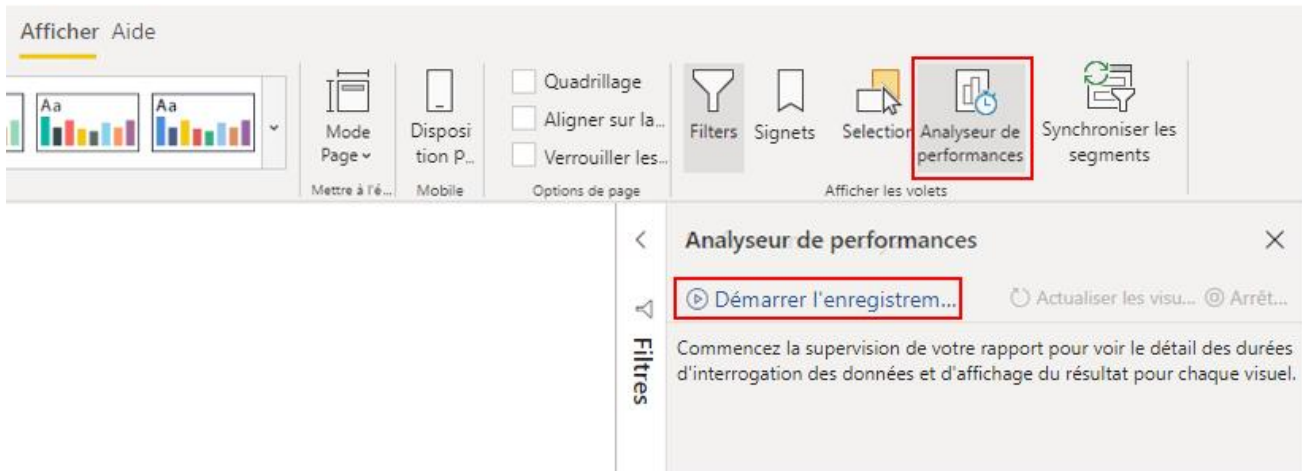 Afficher Aide
Aa
Aa
Mode
Page
Disposi
tion P...
Quadrillage
Aligner sur la...
Verrouiller les...
Filters
Signets
Selection
Analyseur de
performances
Synchroniser les
segments
Mettre à l'é...
Mobile
Options de page
Afficher les volets
Filtres
Analyseur de performances
Démarrer l'enregistrem...
Actualiser les visu...
Arrêt...
Commencez la supervision de votre rapport pour voir le détail des durées
d'interrogation des données et d'affichage du résultat pour chaque visuel.